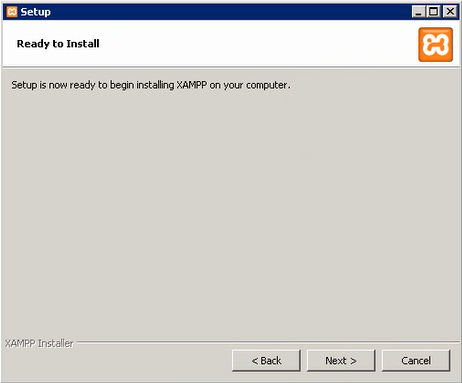 Setup
Ready to Install
Setup is now ready to begin installing XAMPP on your computer.
XAMPP Installer
< Back
Next >
Cancel